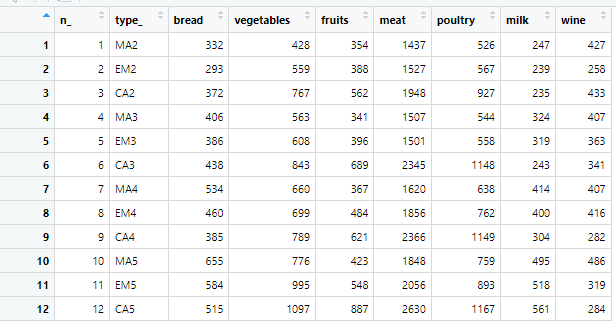 n_ type_ bread vegetables fruits meat poultry milk wine
1 1 MA2 332 428 354 1437 526 247 427
2 2 EM2 293 559 388 1527 567 239 258
3 3 CA2 372 767 562 1948 927 235 433
4 4 MA3 406 563 341 1507 544 324 407
5 5 EM3 386 608 396 1501 558 319 363
6 6 CA3 438 843 689 2345 1148 243 341
7 7 MA4 534 660 367 1620 638 414 407
8 8 EM4 460 699 484 1856 762 400 416
9 9 CA4 385 789 621 2366 1149 304 282
10 10 MA5 655 776 423 1848 759 495 486
11 11 EM5 584 995 548 2056 893 518 319
12 12 CA5 515 1097 887 2630 1167 561 284